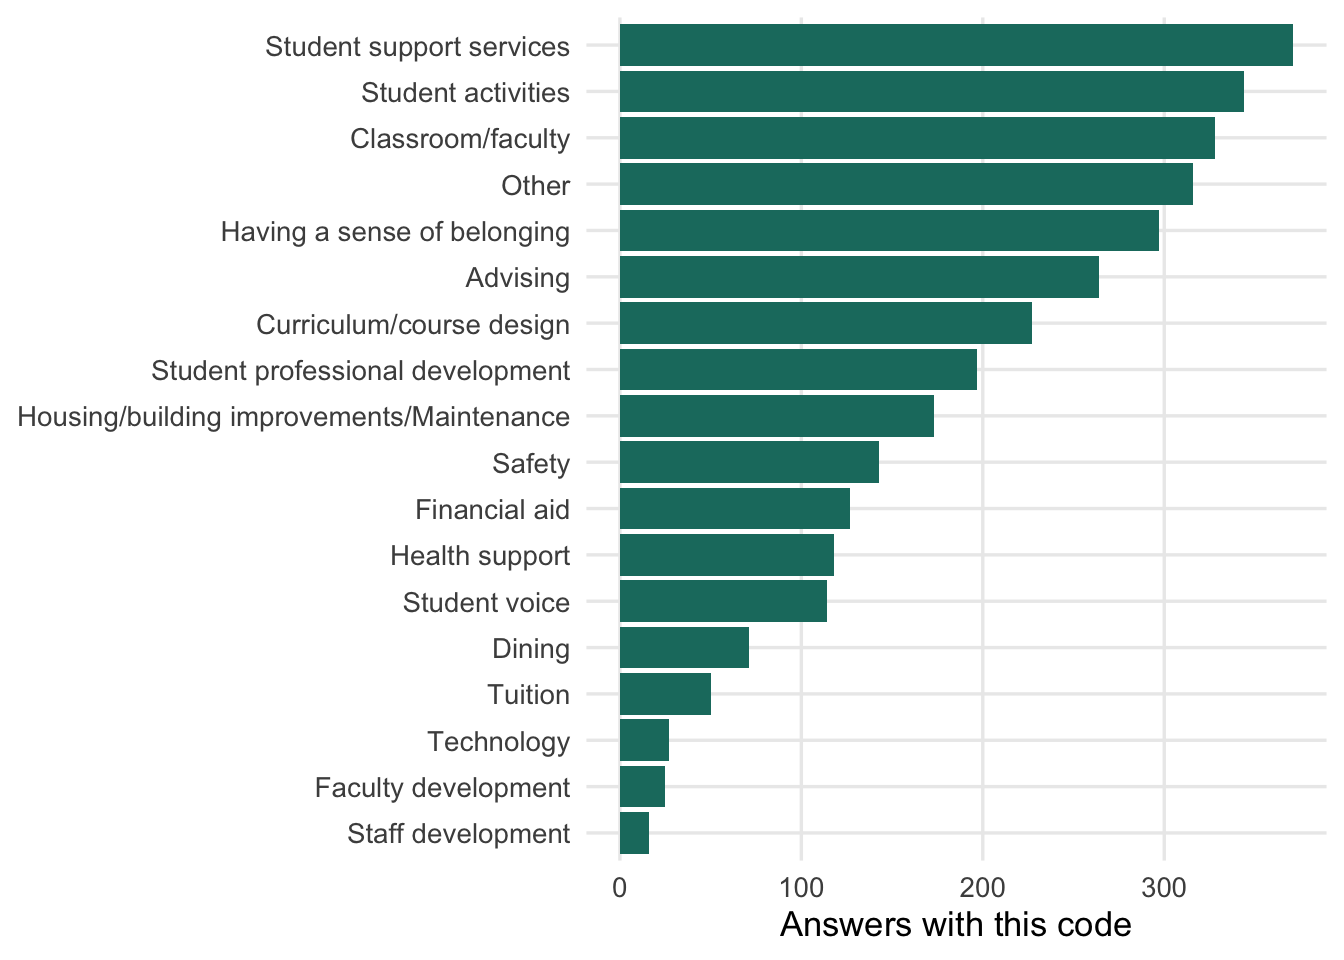 Student support services
Student activities
Classroom/faculty
Other
Having a sense of belonging
Advising
Curriculum/course design
Student professional development
Housing/building improvements/Maintenance
Safety
Financial aid
Health support
Student voice
Dining
Tuition
Technology
Faculty development
Staff development
0 100 200 300
Answers with this code